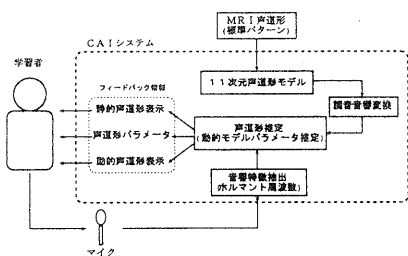 MRI声道形
(標準パターン)
CAIシステム
学習者
フィードバック情報
11次元声道形モデル
調音音響変換
静的声道形表示
声道形パラメータ
動的声道形表示
声道形推定
(動的モデルパラメータ推定)
音響特徴抽出
(ホルマント周波数)
マイク